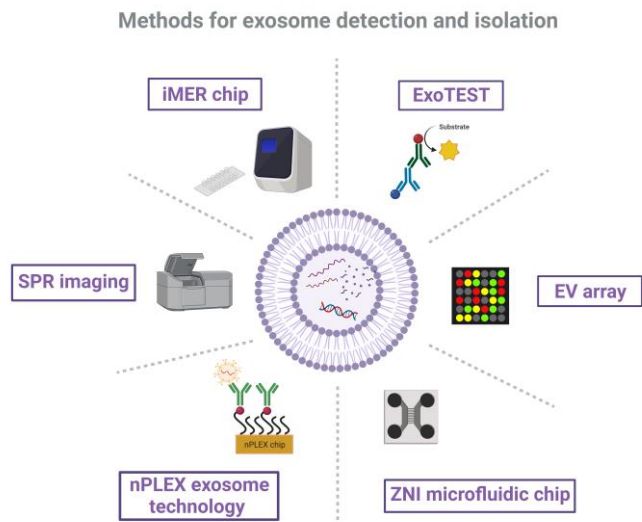 Methods for exosome detection and isolation
iMER chip
ExoTEST
Substrate
SPR imaging
EV array
nPLEX chip
nPLEX exosome
technology
ZNI microfluidic chip